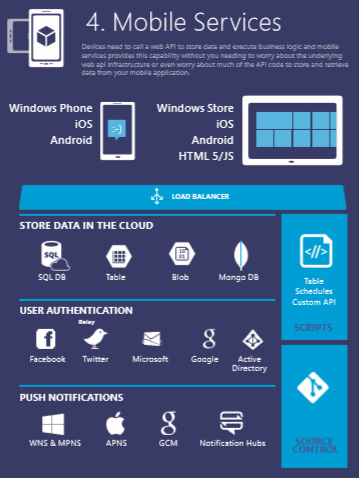 4. Mobile Services
Devices need to call a web API to store data and execute business logic and mobile
services provides this capability without you needing to worry about the underlying
web api infrastructure or even worry about much of the API code to store and retrieve
data from your mobile application.
Windows Phone
iOS
Android
:-)
Windows Store
iOS
Android
HTML 5/JS
LOAD BALANCER
STORE DATA IN THE CLOUD
SQL
SQL DB
Table
10
01
Blob
Mongo DB
</>
Table
Schedules
Custom API
SCRIPTS
USER AUTHENTICATION
Relay
f
Facebook
Twitter
Microsoft
g
Google
Active
Directory
PUSH NOTIFICATIONS
WNS & MPNS
APNS
g
GCM
Notification Hubs
SOURCE
CONTROL